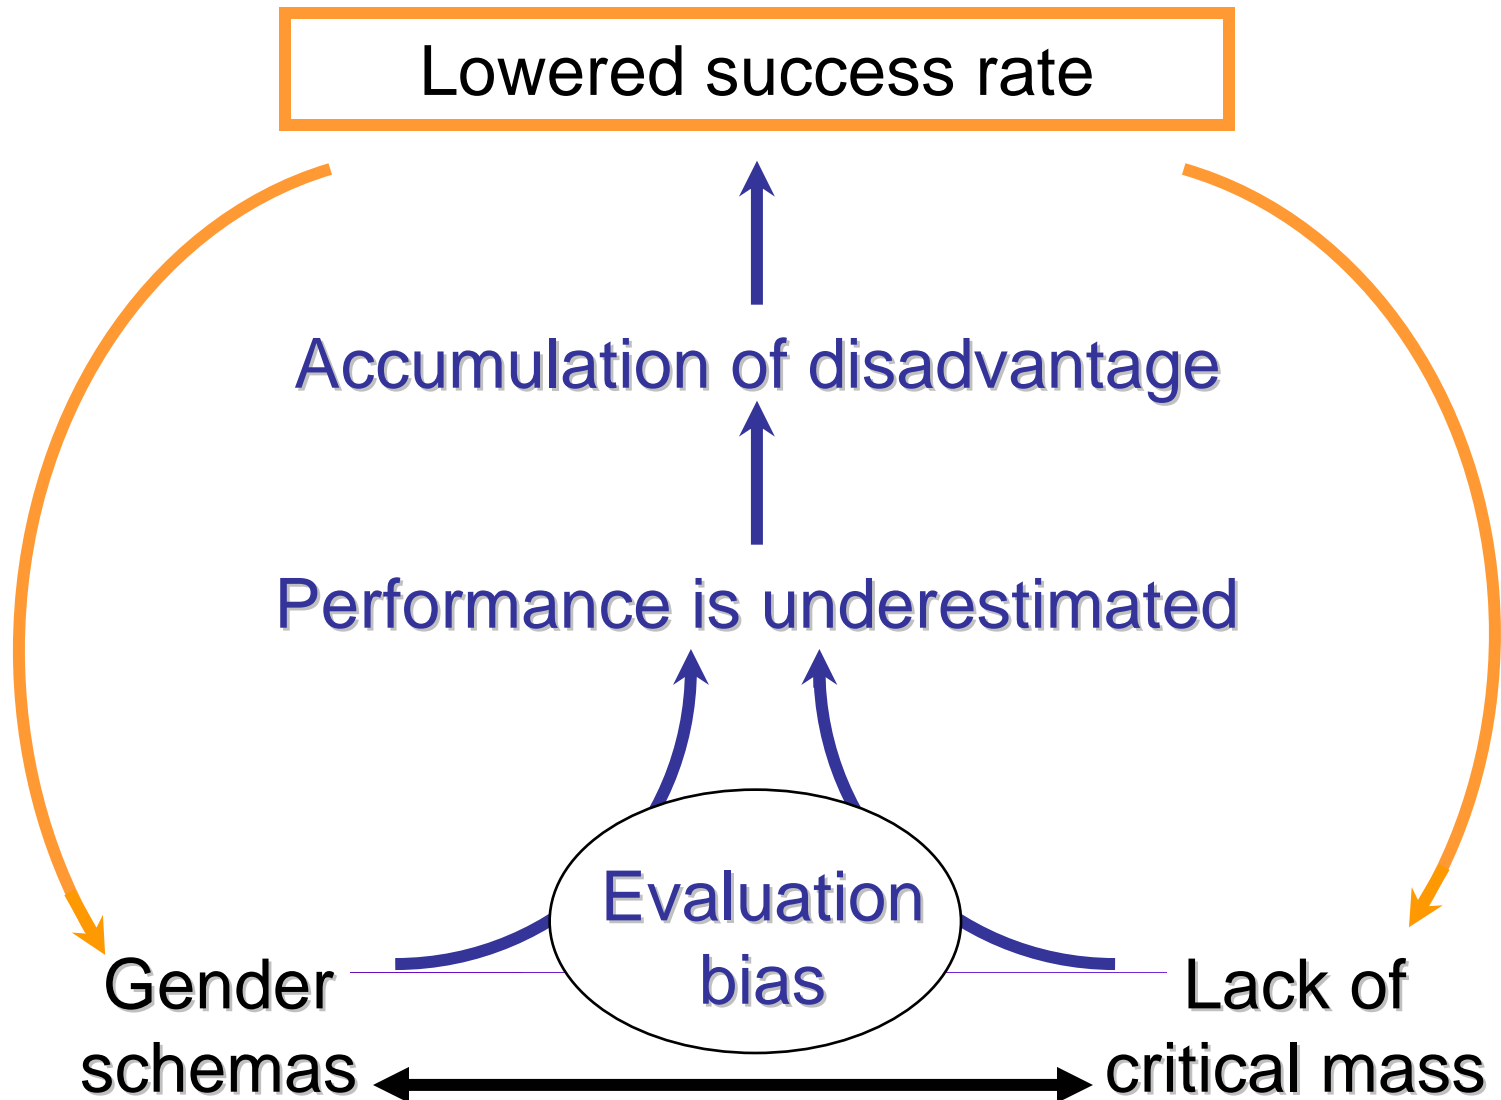 Lowered success rate
Accumulation of disadvantage
Performance is underestimated
Evaluation
bias
Gender
schemas
Lack of
critical mass